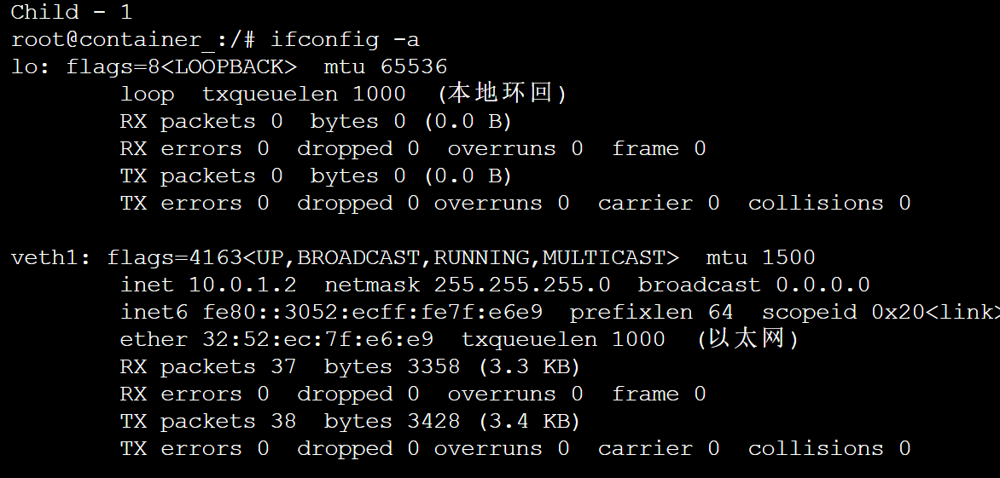 Child - 1
root@container_:/# ifconfig -a
lo: flags=8<LOOPBACK>  mtu 65536
        loop  txqueuelen 1000  (本地环回)
        RX packets 0  bytes 0 (0.0 B)
        RX errors 0  dropped 0  overruns 0  frame 0
        TX packets 0  bytes 0 (0.0 B)
        TX errors 0  dropped 0 overruns 0  carrier 0  collisions 0

veth1: flags=4163<UP,BROADCAST,RUNNING,MULTICAST>  mtu 1500
        inet 10.0.1.2  netmask 255.255.255.0  broadcast 0.0.0.0
        inet6 fe80::3052:ecff:fe7f:e6e9  prefixlen 64  scopeid 0x20<link>
        ether 32:52:ec:7f:e6:e9  txqueuelen 1000  (以太网)
        RX packets 37  bytes 3358 (3.3 KB)
        RX errors 0  dropped 0  overruns 0  frame 0
        TX packets 38  bytes 3428 (3.4 KB)
        TX errors 0  dropped 0 overruns 0  carrier 0  collisions 0